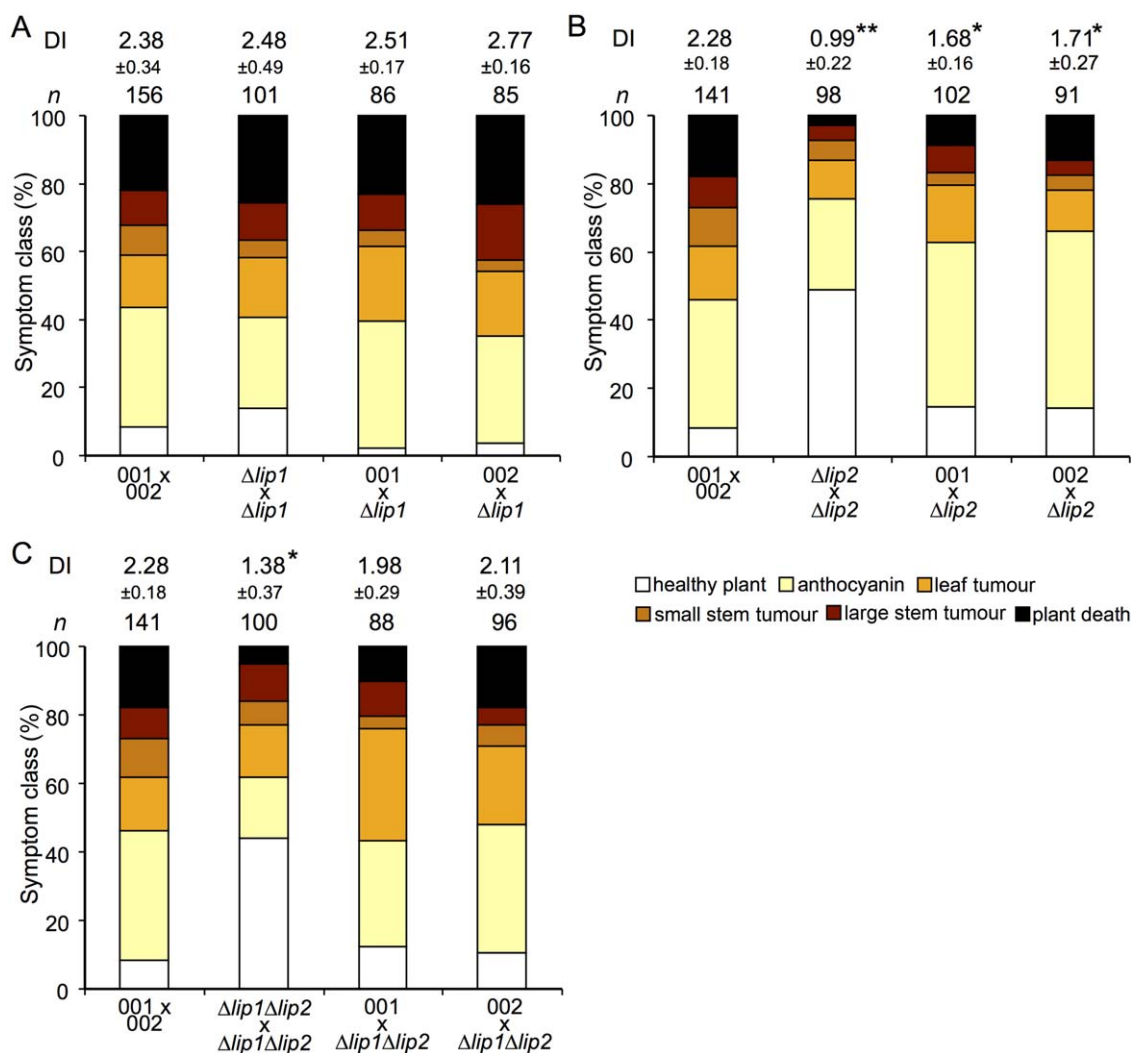 A
DI 2.38 2.48 2.51 2.77
±0.34 ±0.49 ±0.17 ±0.16
n 156 101 86 85
100
80
60
40
20
0
Symptom class (%)
001 x 002
Δlip1 x Δlip1
001 x Δlip1
002 x Δlip1
B
DI 2.28 0.99** 1.68* 1.71*
±0.18 ±0.22 ±0.16 ±0.27
n 141 98 102 91
100
80
60
40
20
0
Symptom class (%)
001 x 002
Δlip2 x Δlip2
001 x Δlip2
002 x Δlip2
C
DI 2.28 1.38* 1.98 2.11
±0.18 ±0.37 ±0.29 ±0.39
n 141 100 88 96
100
80
60
40
20
0
Symptom class (%)
001 x 002
Δlip1Δlip2 x Δlip1Δlip2
001 x Δlip1Δlip2
002 x Δlip1Δlip2
healthy plant anthocyanin leaf tumour
small stem tumour large stem tumour plant death